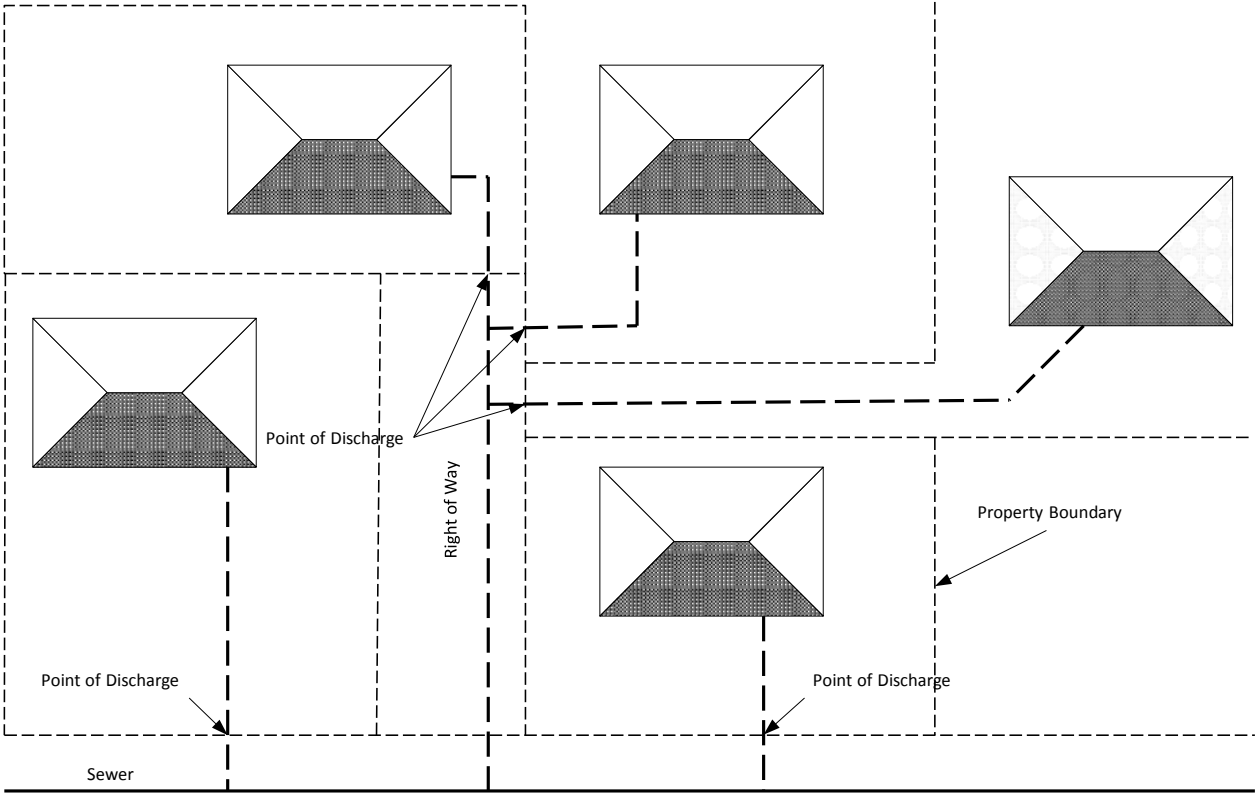 Point of Discharge
Right of Way
Property Boundary
Point of Discharge
Point of Discharge
Sewer